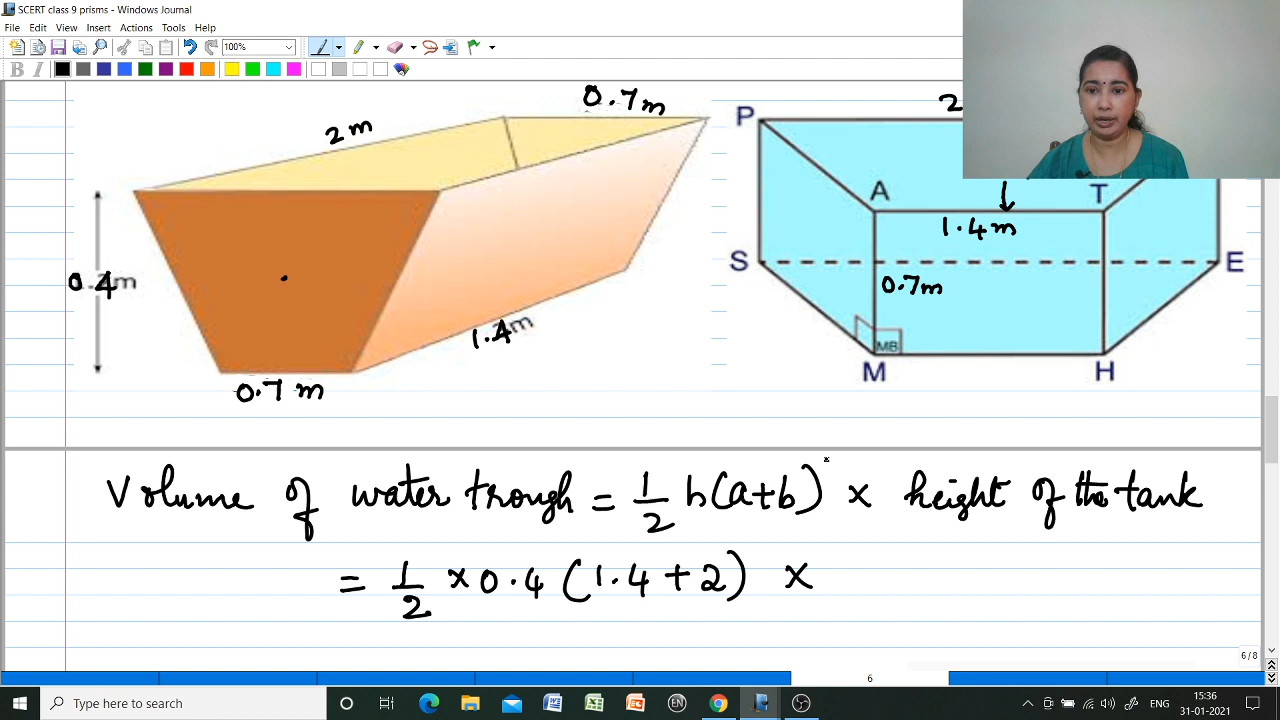 SCERT class 9 prisms - Windows Journal
File Edit View Insert Actions Tools Help
100%
B I
0.7m
2m
0.4m
1.4m
0.7 m
P
2
A
T
1.4m
S
E
0.7m
MB
M
H
Volume of water trough = 1/2 h(a+b) × height of the tank
= 1/2 × 0.4 (1.4 + 2) ×
6 / 8
6
Type here to search
ENG
15:36
31-01-2021